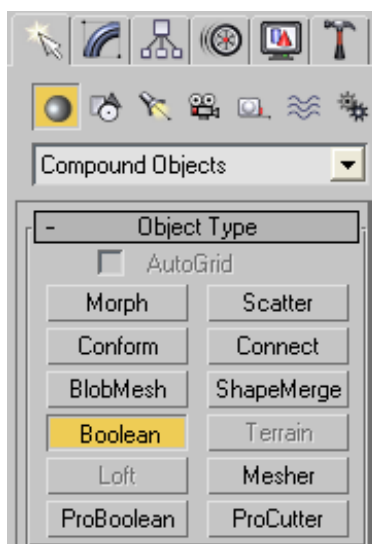 Compound Objects
- Object Type
AutoGrid
Morph Scatter
Conform Connect
BlobMesh ShapeMerge
Boolean Terrain
Loft Mesher
ProBoolean ProCutter